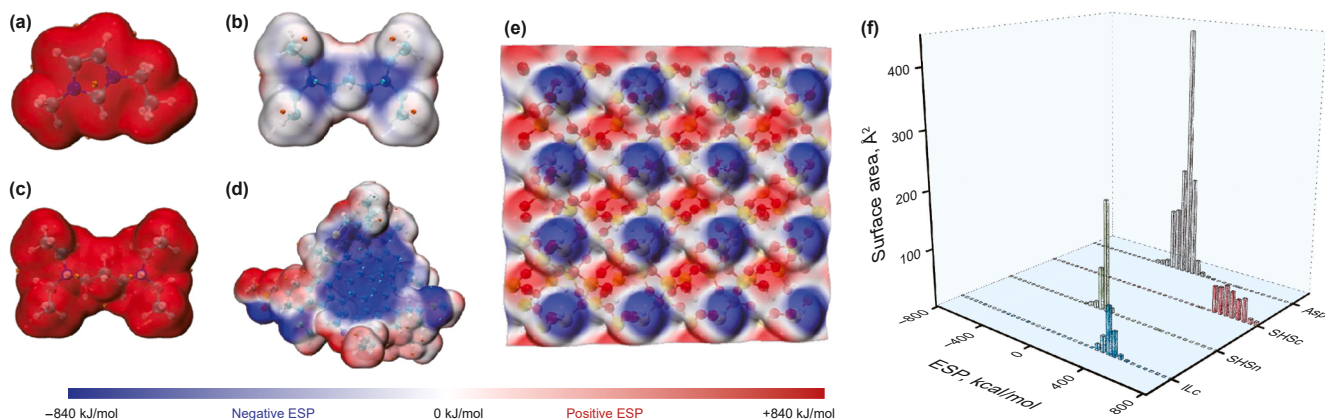 (a)
(b)
(c)
(d)
(e)
(f)
−840 kJ/mol Negative ESP 0 kJ/mol Positive ESP +840 kJ/mol
Surface area, Å²
400
300
200
100
−800
−400
0
400
800
ESP, kcal/mol
Asp
SHSc
SHSn
ILc